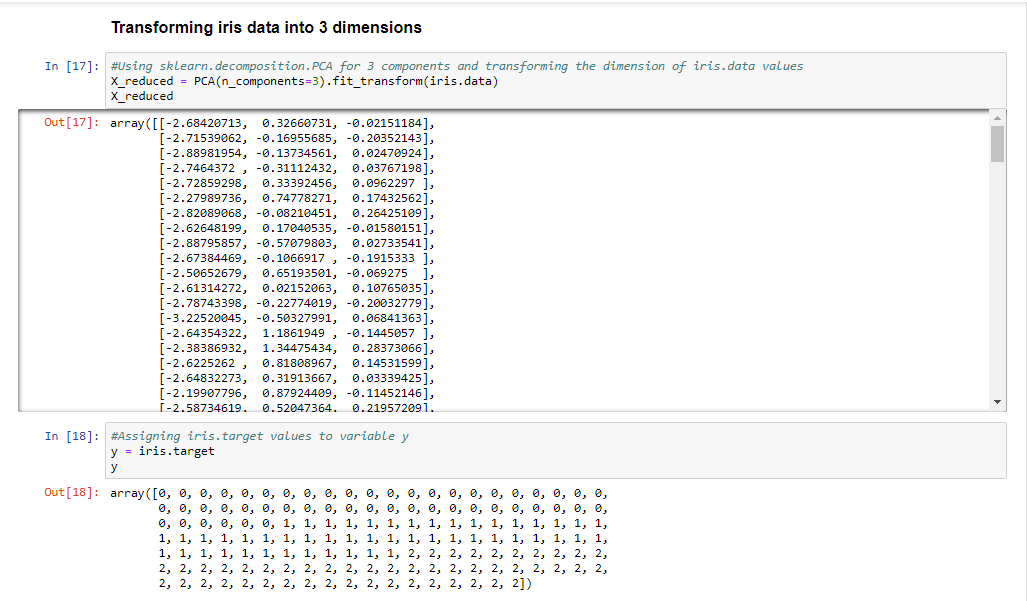 Transforming iris data into 3 dimensions
In [17]: #Using sklearn.decomposition.PCA for 3 components and transforming the dimension of iris.data values
X_reduced = PCA(n_components=3).fit_transform(iris.data)
X_reduced
Out[17]: array([[-2.68420713, 0.32660731, -0.02151184],
[-2.71539062, -0.16955685, -0.20352143],
[-2.88981954, -0.13734561, 0.02470924],
[-2.7464372 , -0.31112432, 0.03767198],
[-2.72859298, 0.33392456, 0.0962297 ],
[-2.27989736, 0.74778271, 0.17432562],
[-2.82089068, -0.08210451, 0.26425109],
[-2.62648199, 0.17040535, -0.01580151],
[-2.88795857, -0.57079803, 0.02733541],
[-2.67384469, -0.1066917 , -0.1915333 ],
[-2.50652679, 0.65193501, -0.069275 ],
[-2.61314272, 0.02152063, 0.10765035],
[-2.78743398, -0.22774019, -0.20032779],
[-3.22520045, -0.50327991, 0.06841363],
[-2.64354322, 1.1861949 , -0.1445057 ],
[-2.38386932, 1.34475434, 0.28373066],
[-2.6225262 , 0.81808967, 0.14531599],
[-2.64832273, 0.31913667, 0.03339425],
[-2.19907796, 0.87924409, -0.11452146],
[-2.58734619, 0.52047364, 0.21957209],
In [18]: #Assigning iris.target values to variable y
y = iris.target
y
Out[18]: array([0, 0, 0, 0, 0, 0, 0, 0, 0, 0, 0, 0, 0, 0, 0, 0, 0, 0, 0, 0, 0, 0,
0, 0, 0, 0, 0, 0, 0, 0, 0, 0, 0, 0, 0, 0, 0, 0, 0, 0, 0, 0, 0, 0,
0, 0, 0, 0, 0, 0, 1, 1, 1, 1, 1, 1, 1, 1, 1, 1, 1, 1, 1, 1, 1, 1,
1, 1, 1, 1, 1, 1, 1, 1, 1, 1, 1, 1, 1, 1, 1, 1, 1, 1, 1, 1, 1, 1,
1, 1, 1, 1, 1, 1, 1, 1, 1, 1, 1, 1, 2, 2, 2, 2, 2, 2, 2, 2, 2, 2,
2, 2, 2, 2, 2, 2, 2, 2, 2, 2, 2, 2, 2, 2, 2, 2, 2, 2, 2, 2, 2, 2,
2, 2, 2, 2, 2, 2, 2, 2, 2, 2, 2, 2, 2, 2, 2, 2, 2, 2])